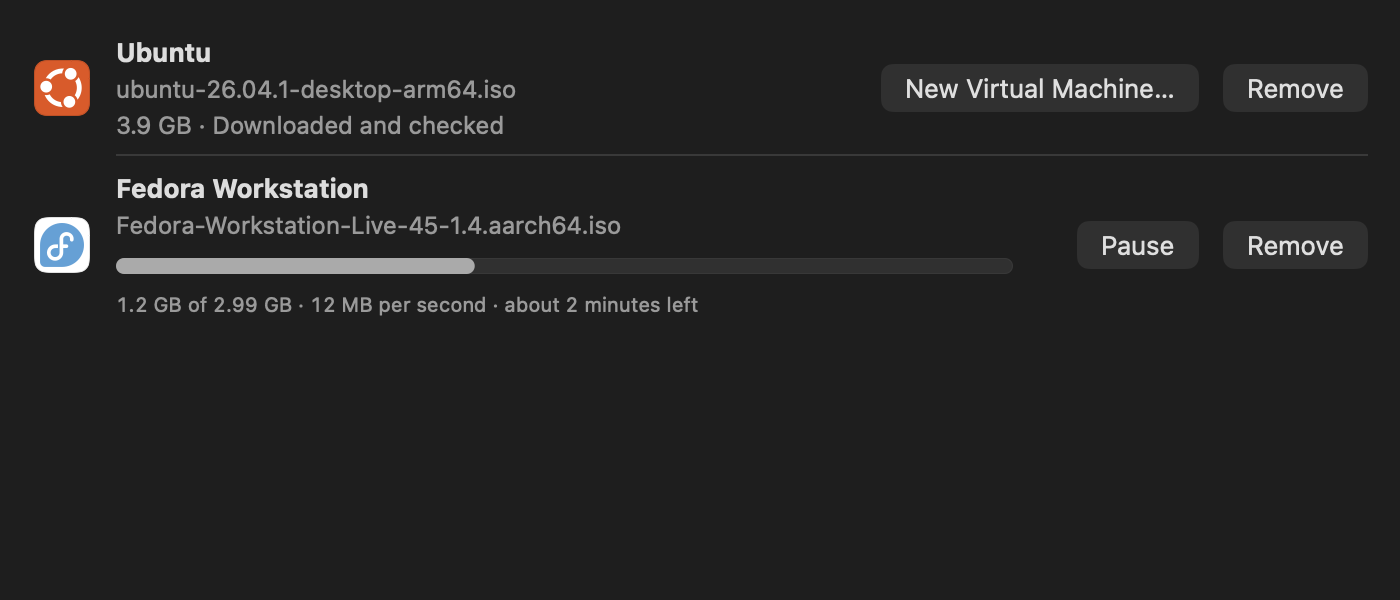 Ubuntu
ubuntu-26.04.1-desktop-arm64.iso
3.9 GB · Downloaded and checked
New Virtual Machine...
Remove
Fedora Workstation
Fedora-Workstation-Live-45-1.4.aarch64.iso
1.2 GB of 2.99 GB · 12 MB per second · about 2 minutes left
Pause
Remove